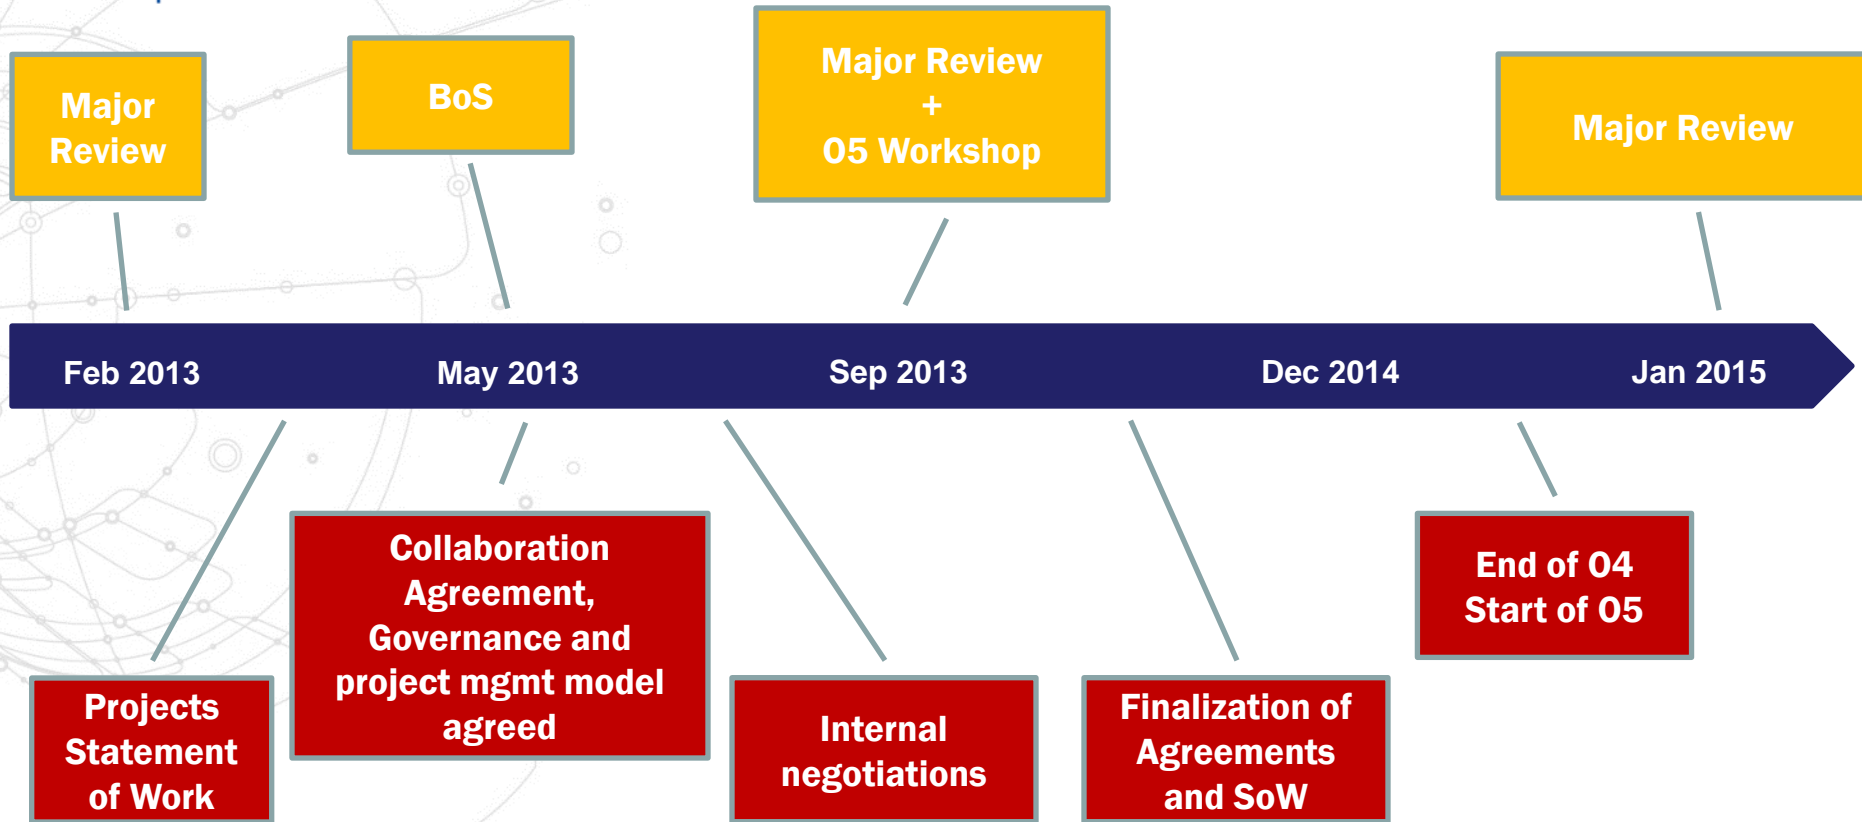 Major
Review
BoS
Major Review
+
O5 Workshop
Major Review
Feb 2013
May 2013
Sep 2013
Dec 2014
Jan 2015
Projects
Statement
of Work
Collaboration
Agreement,
Governance and
project mgmt model
agreed
Internal
negotiations
Finalization of
Agreements
and SoW
End of O4
Start of O5